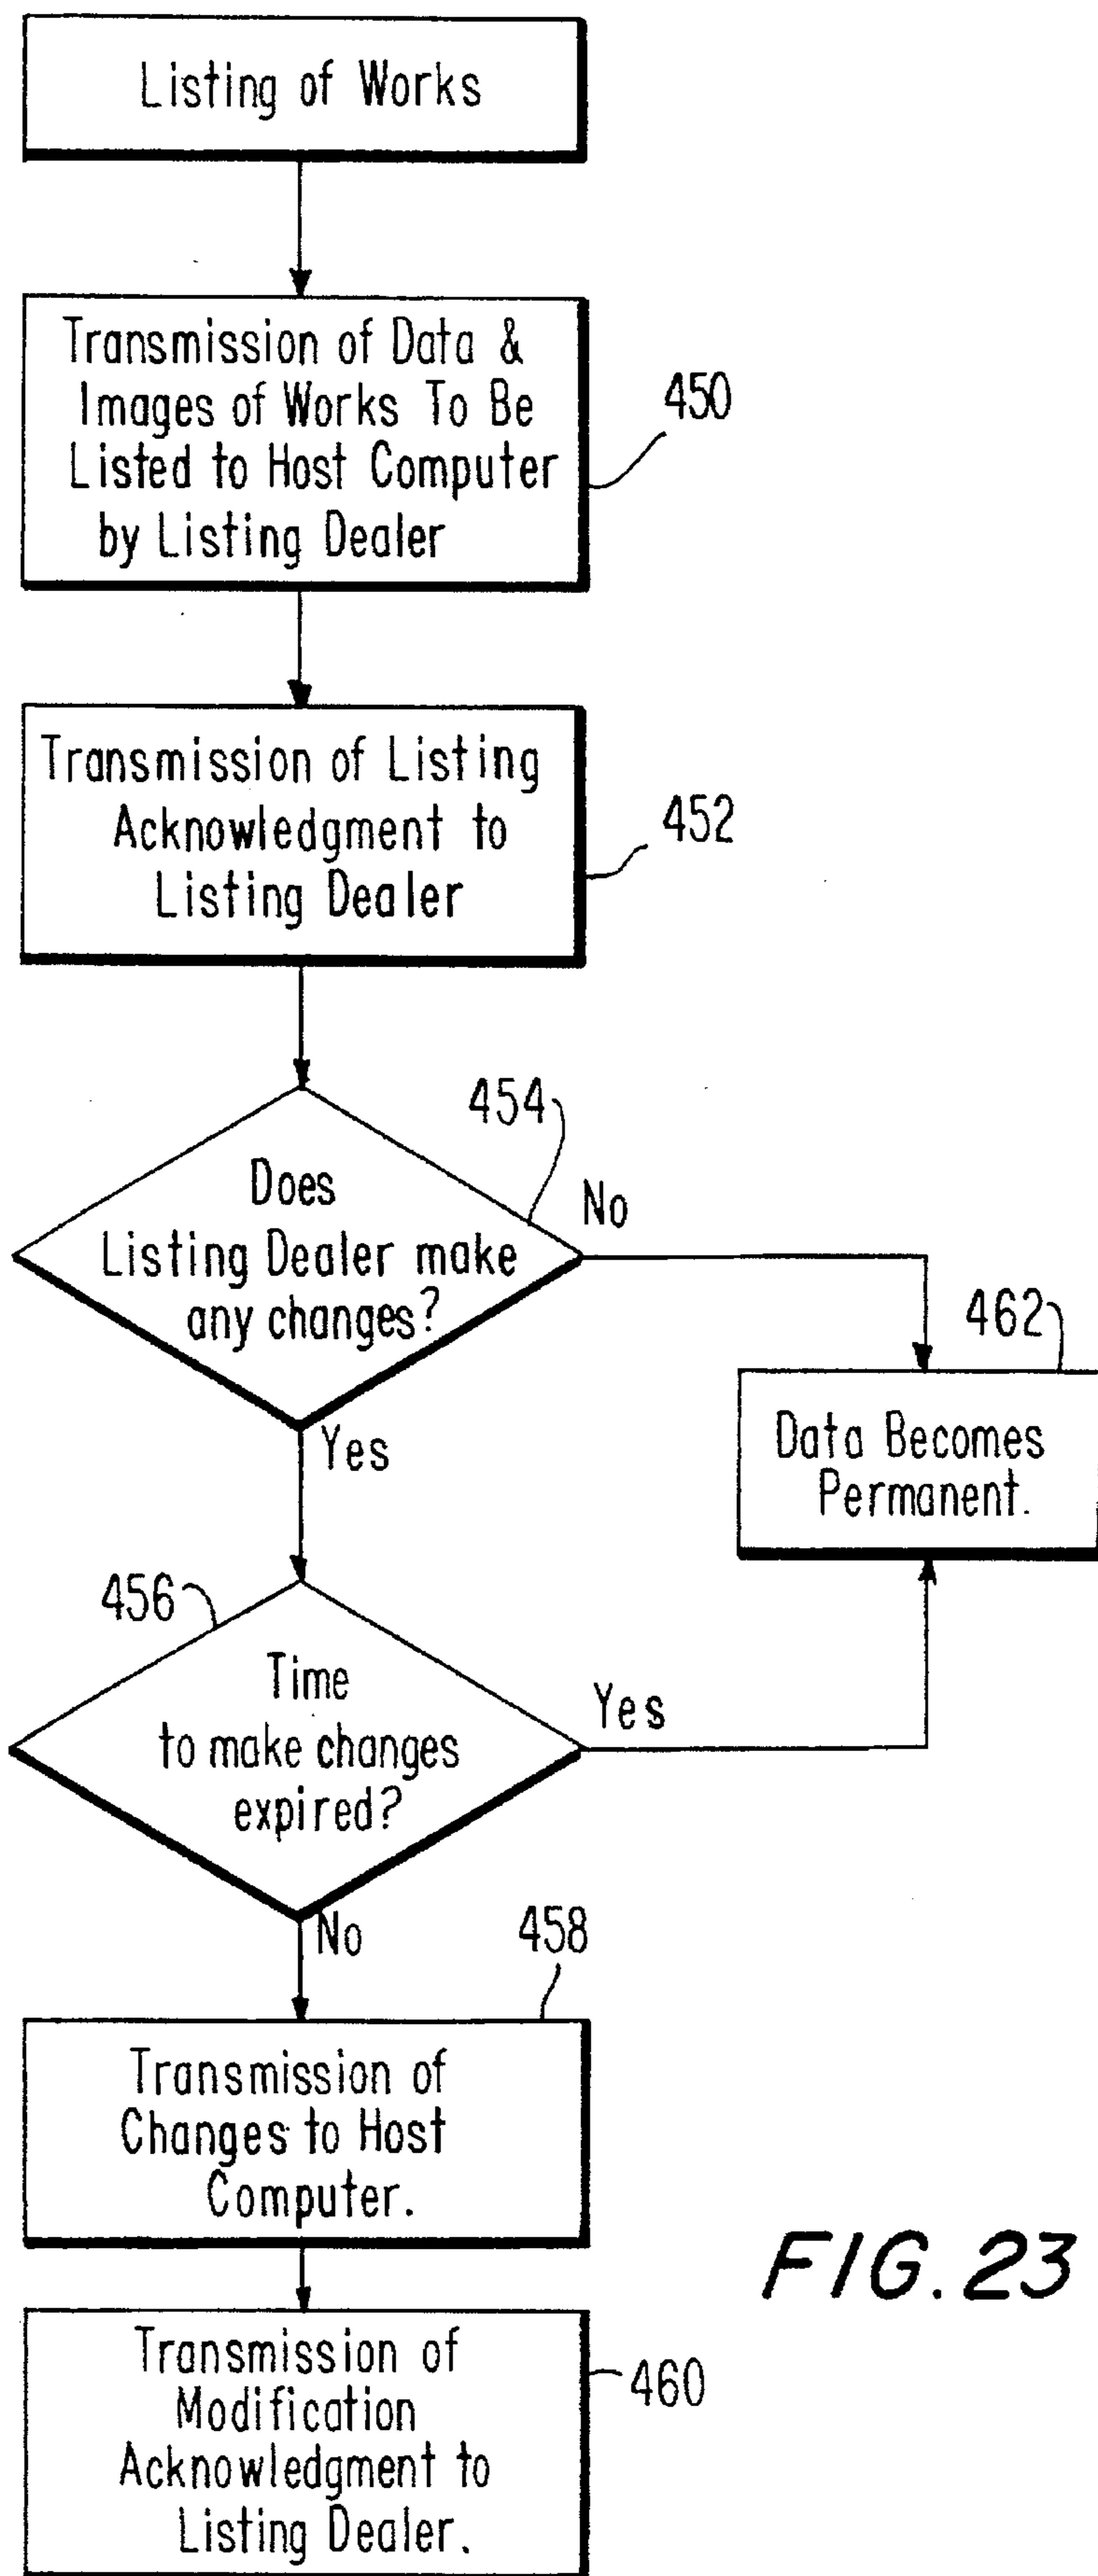 Listing of Works
Transmission of Data &
Images of Works To Be
Listed to Host Computer
by Listing Dealer
450
Transmission of Listing
Acknowledgment to
Listing Dealer
452
454
Does
Listing Dealer make
any changes?
No
Yes
462
Data Becomes
Permanent.
456
Time
to make changes
expired?
Yes
No
458
Transmission of
Changes to Host
Computer.
FIG. 23
Transmission of
Modification
Acknowledgment to
Listing Dealer.
460